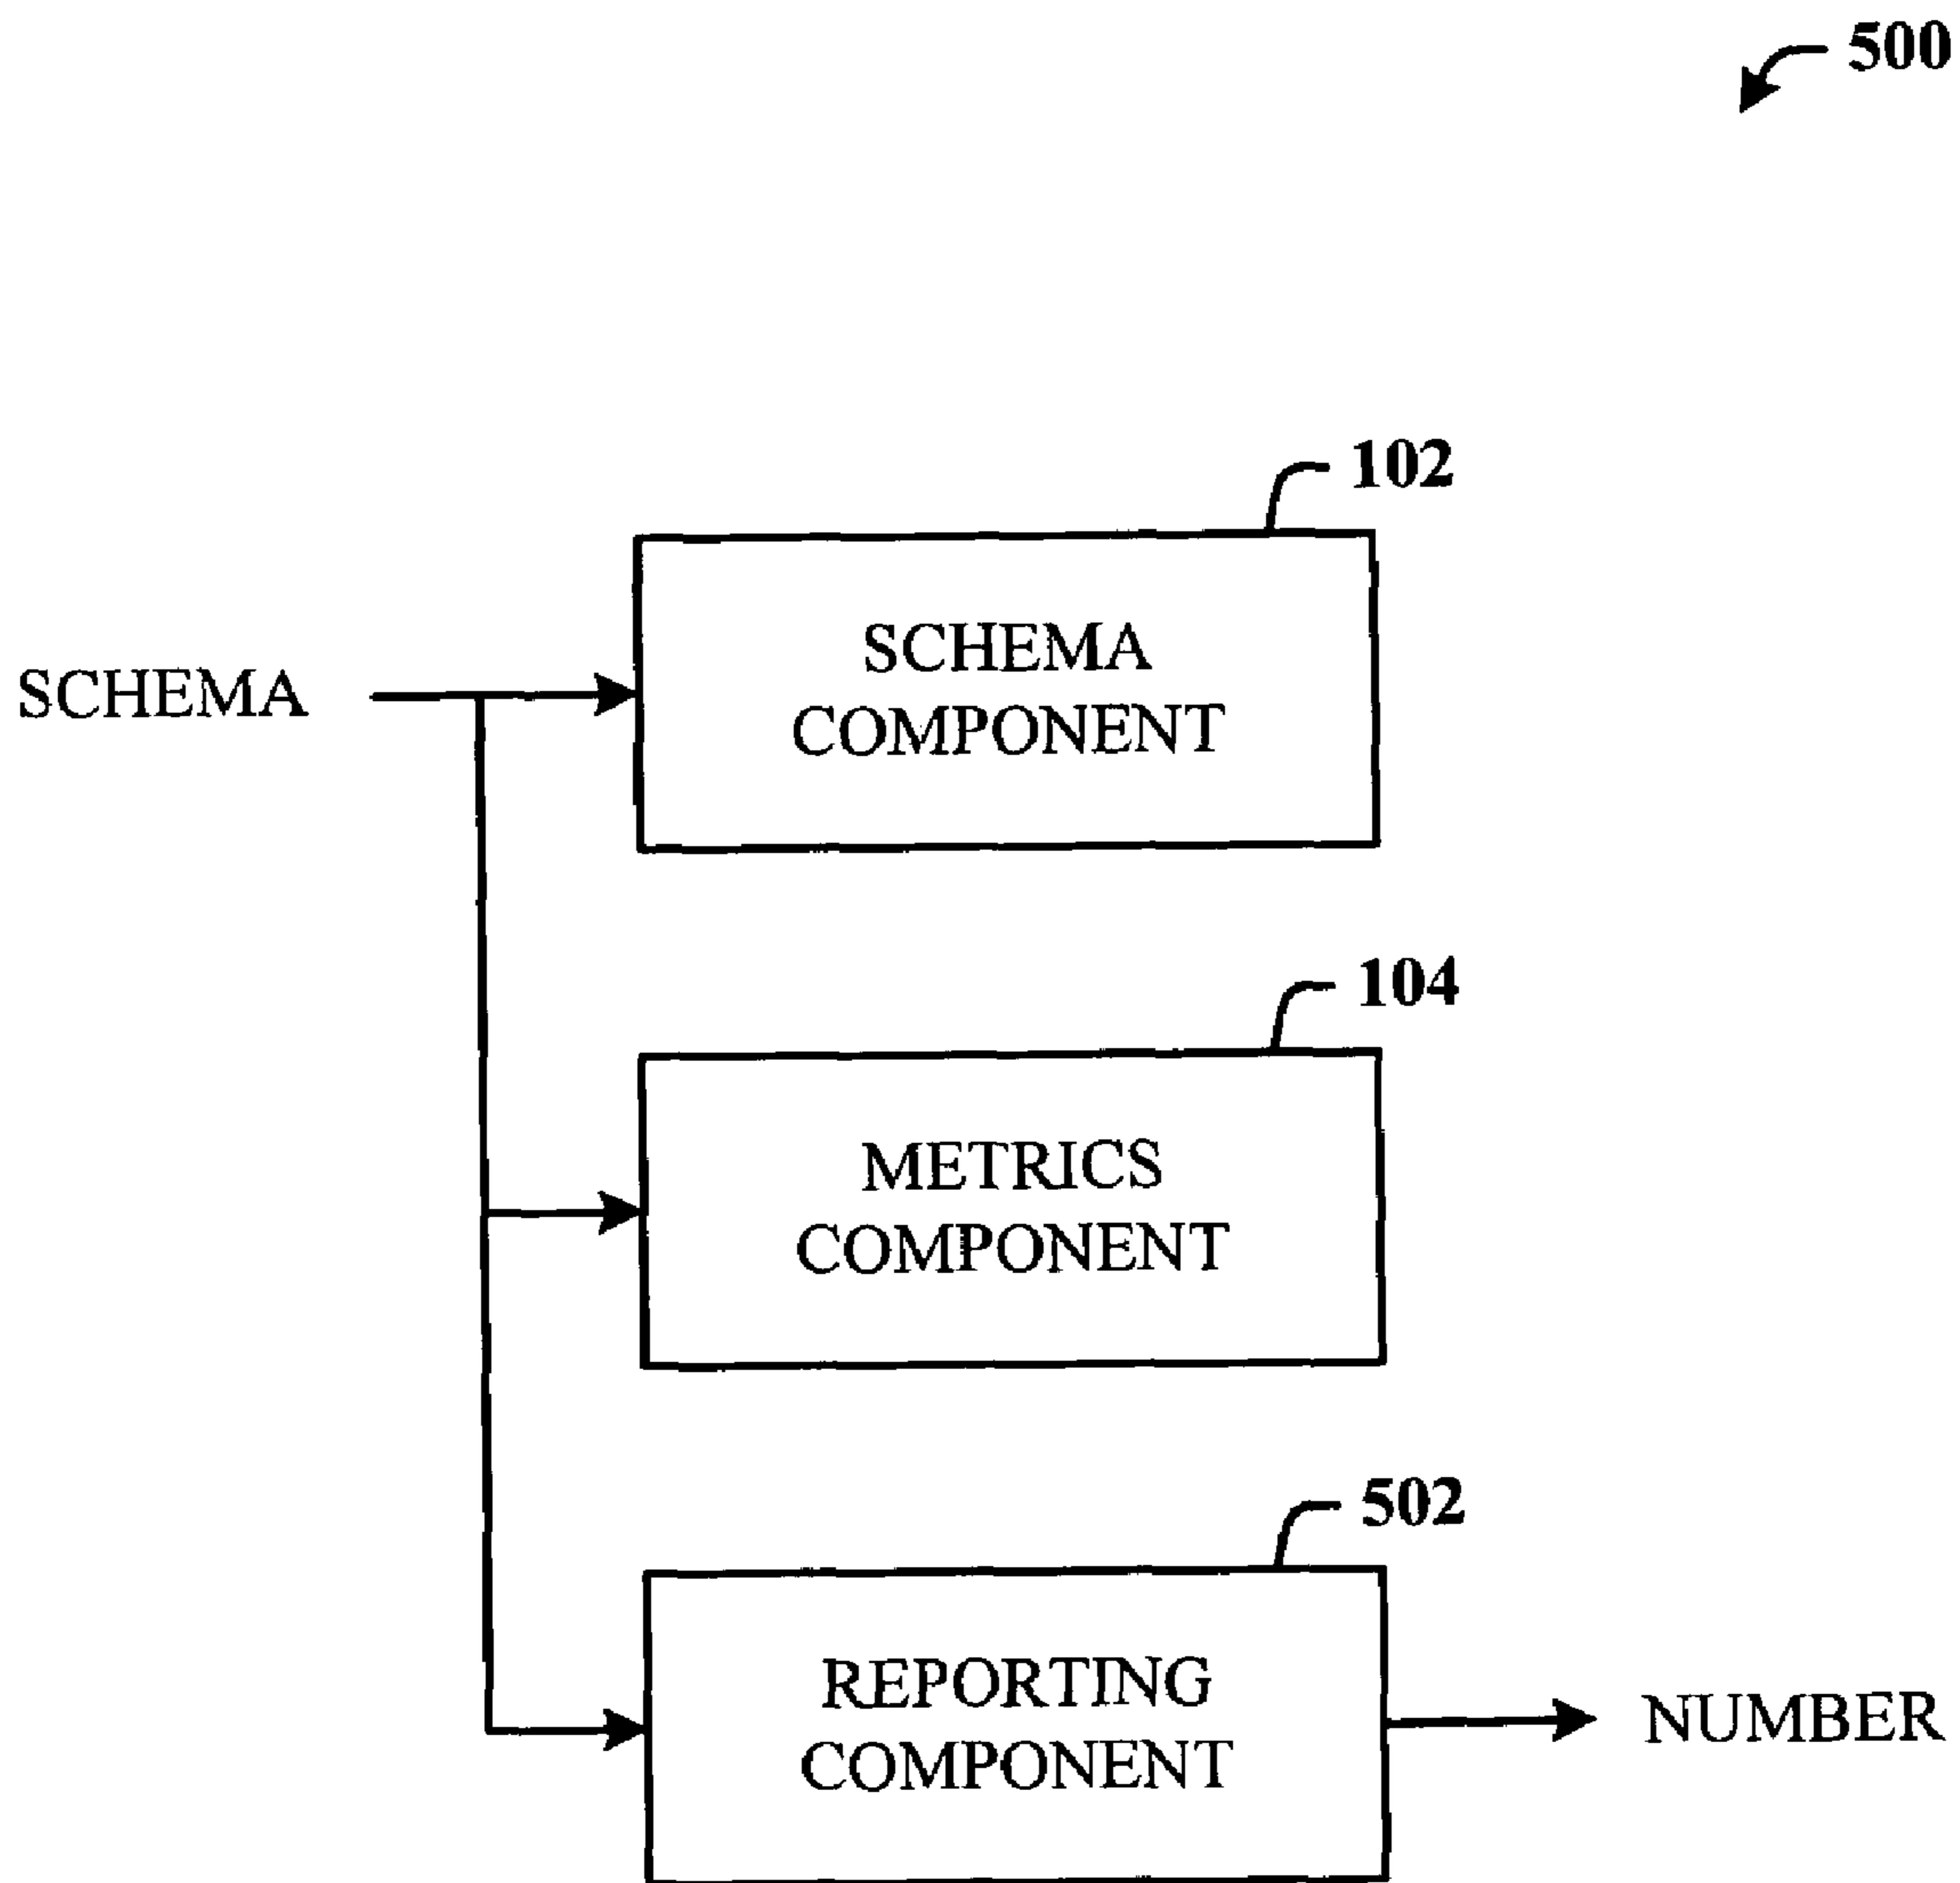 500
102
SCHEMA
COMPONENT
SCHEMA
104
METRICS
COMPONENT
502
REPORTING
COMPONENT
NUMBER